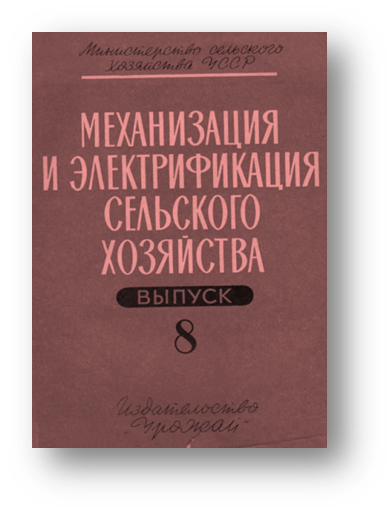 Министерство сельского
хозяйства УССР
МЕХАНИЗАЦИЯ
И ЭЛЕКТРИФИКАЦИЯ
СЕЛЬСКОГО
ХОЗЯЙСТВА
ВЫПУСК
8
Издательство
„Урожай"